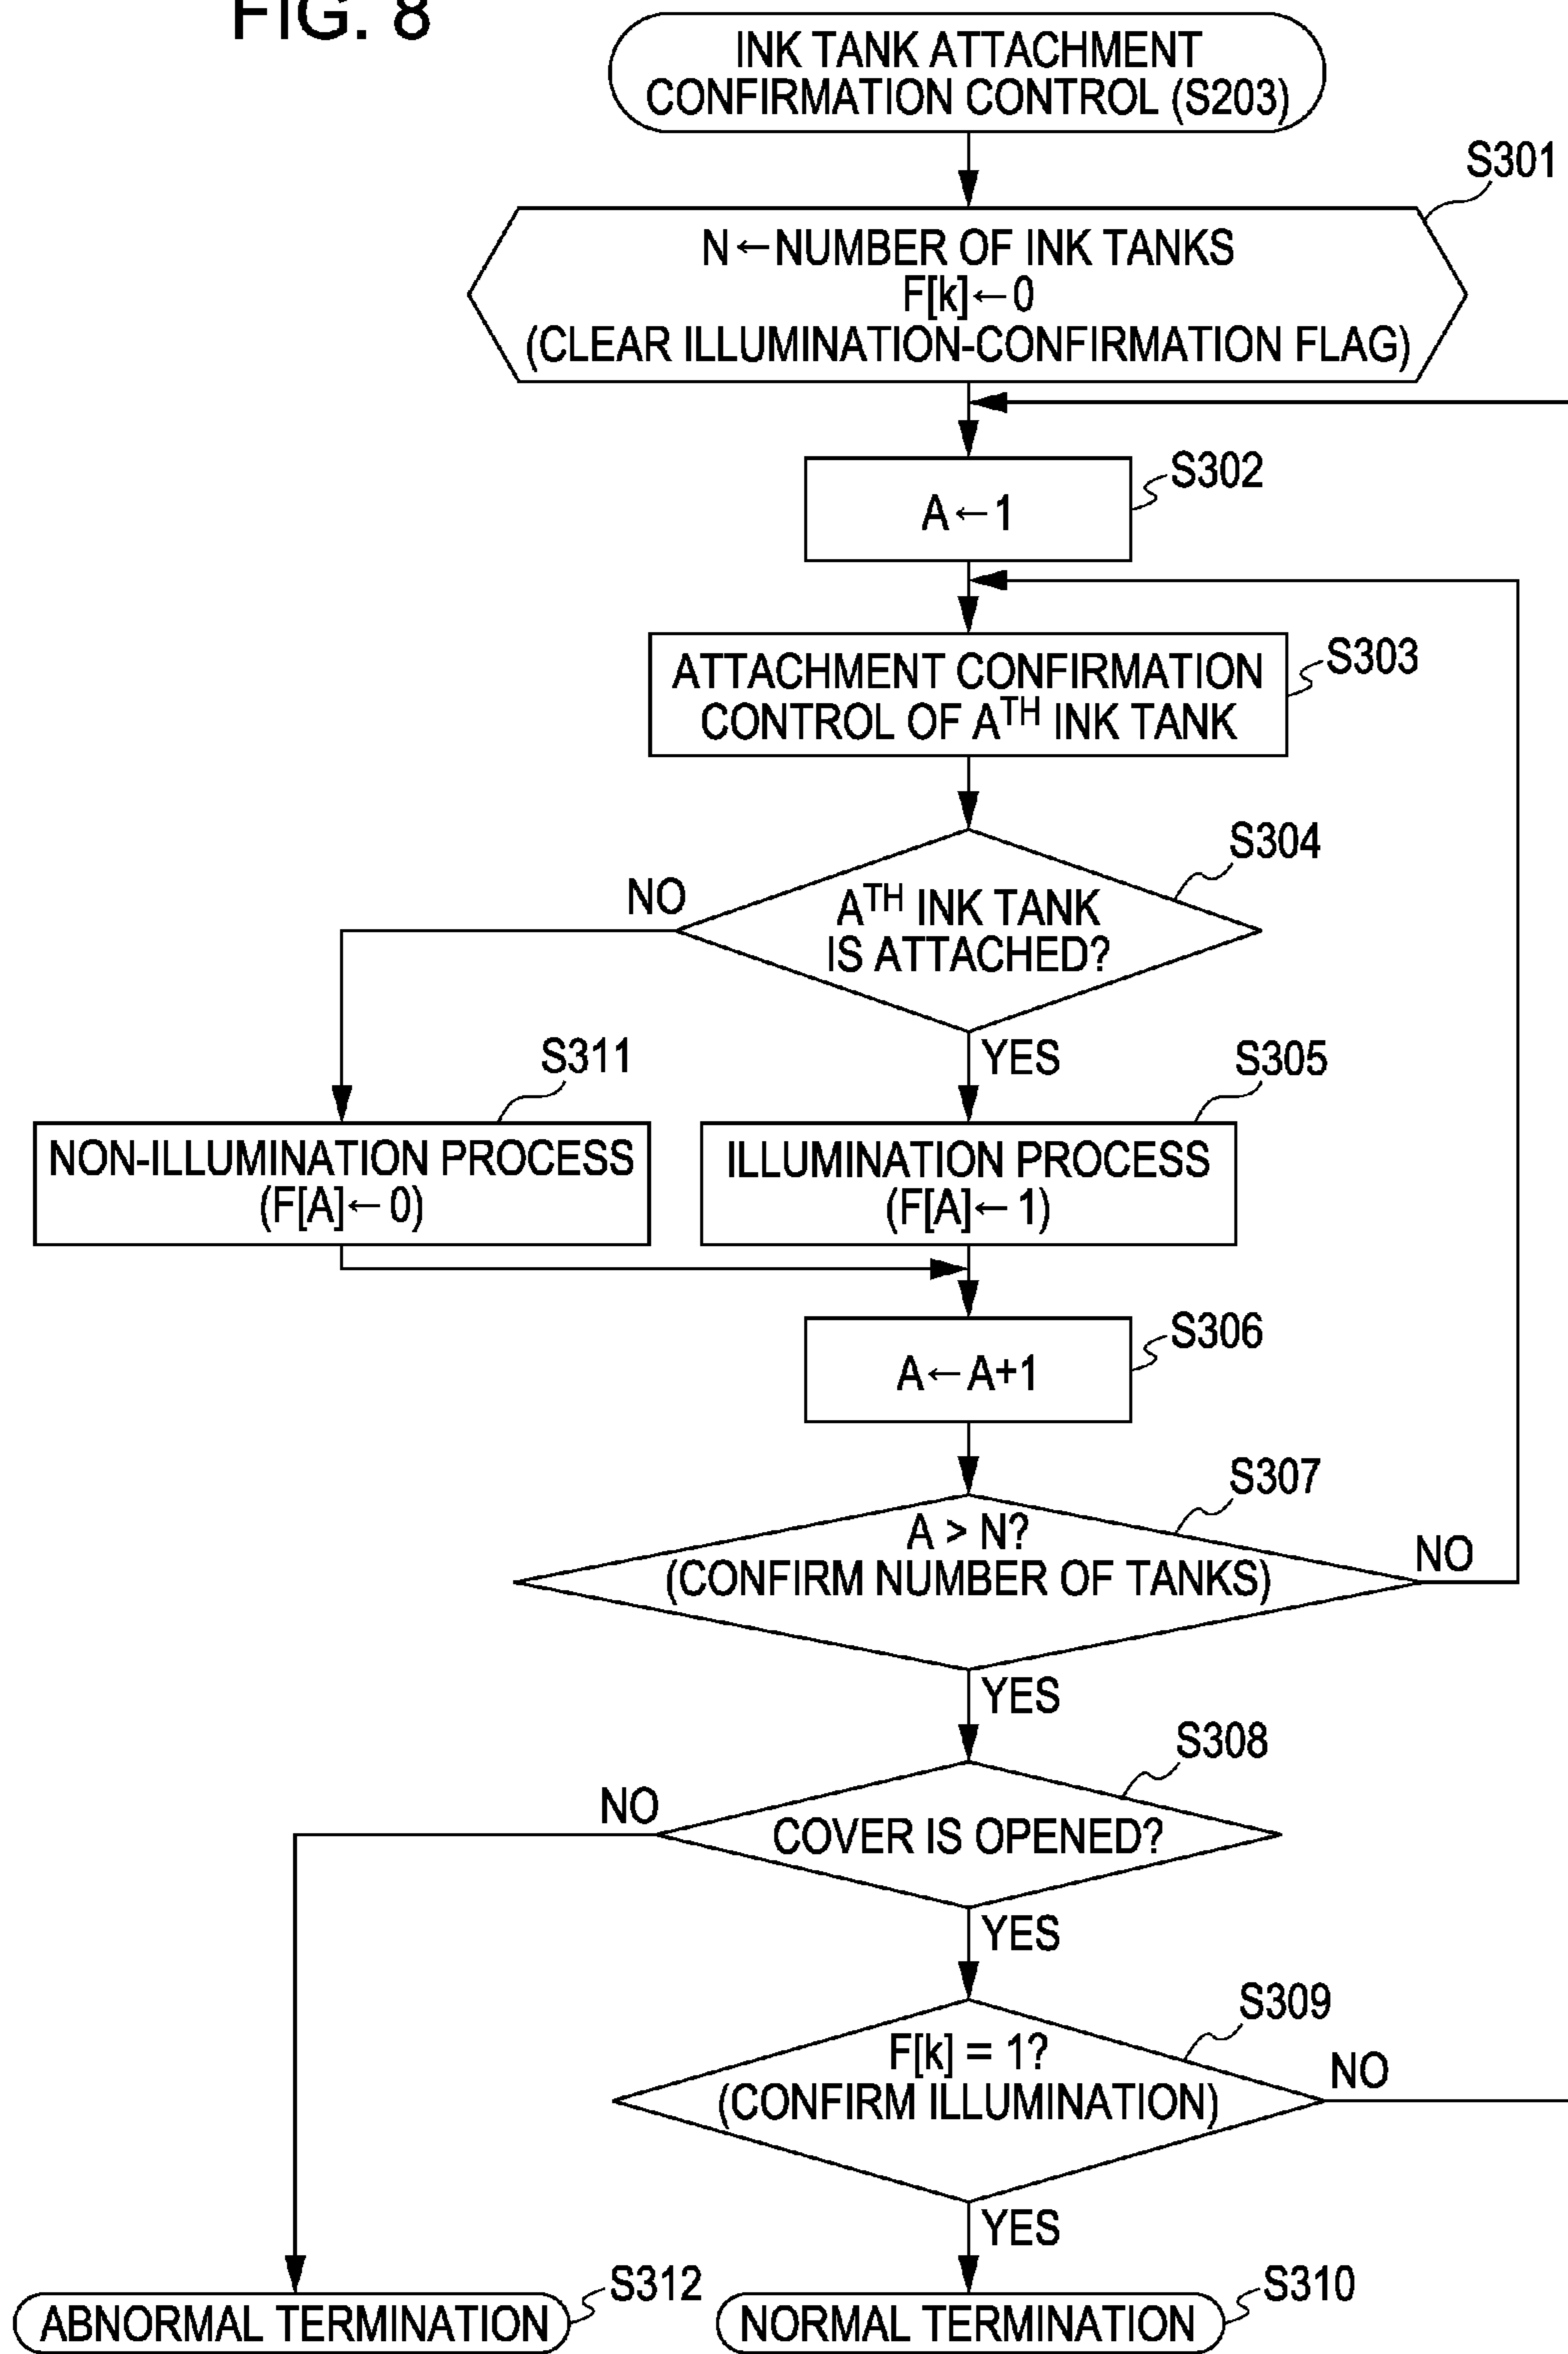 FIG. 8
INK TANK ATTACHMENT
CONFIRMATION CONTROL (S203)
S301
N←NUMBER OF INK TANKS
F[k]←0
(CLEAR ILLUMINATION-CONFIRMATION FLAG)
S302
A←1
S303
ATTACHMENT CONFIRMATION
CONTROL OF ATH INK TANK
S304
NO
ATH INK TANK
IS ATTACHED?
YES
S311
S305
NON-ILLUMINATION PROCESS
(F[A]←0)
ILLUMINATION PROCESS
(F[A]←1)
S306
A←A+1
S307
A > N?
(CONFIRM NUMBER OF TANKS)
NO
YES
S308
NO
COVER IS OPENED?
YES
S309
F[k] = 1?
(CONFIRM ILLUMINATION)
NO
YES
S312
S310
ABNORMAL TERMINATION
NORMAL TERMINATION